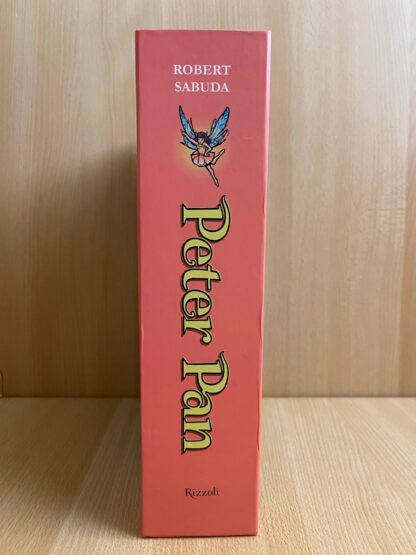 ROBERT
SABUDA
Peter Pan
Rizzoli